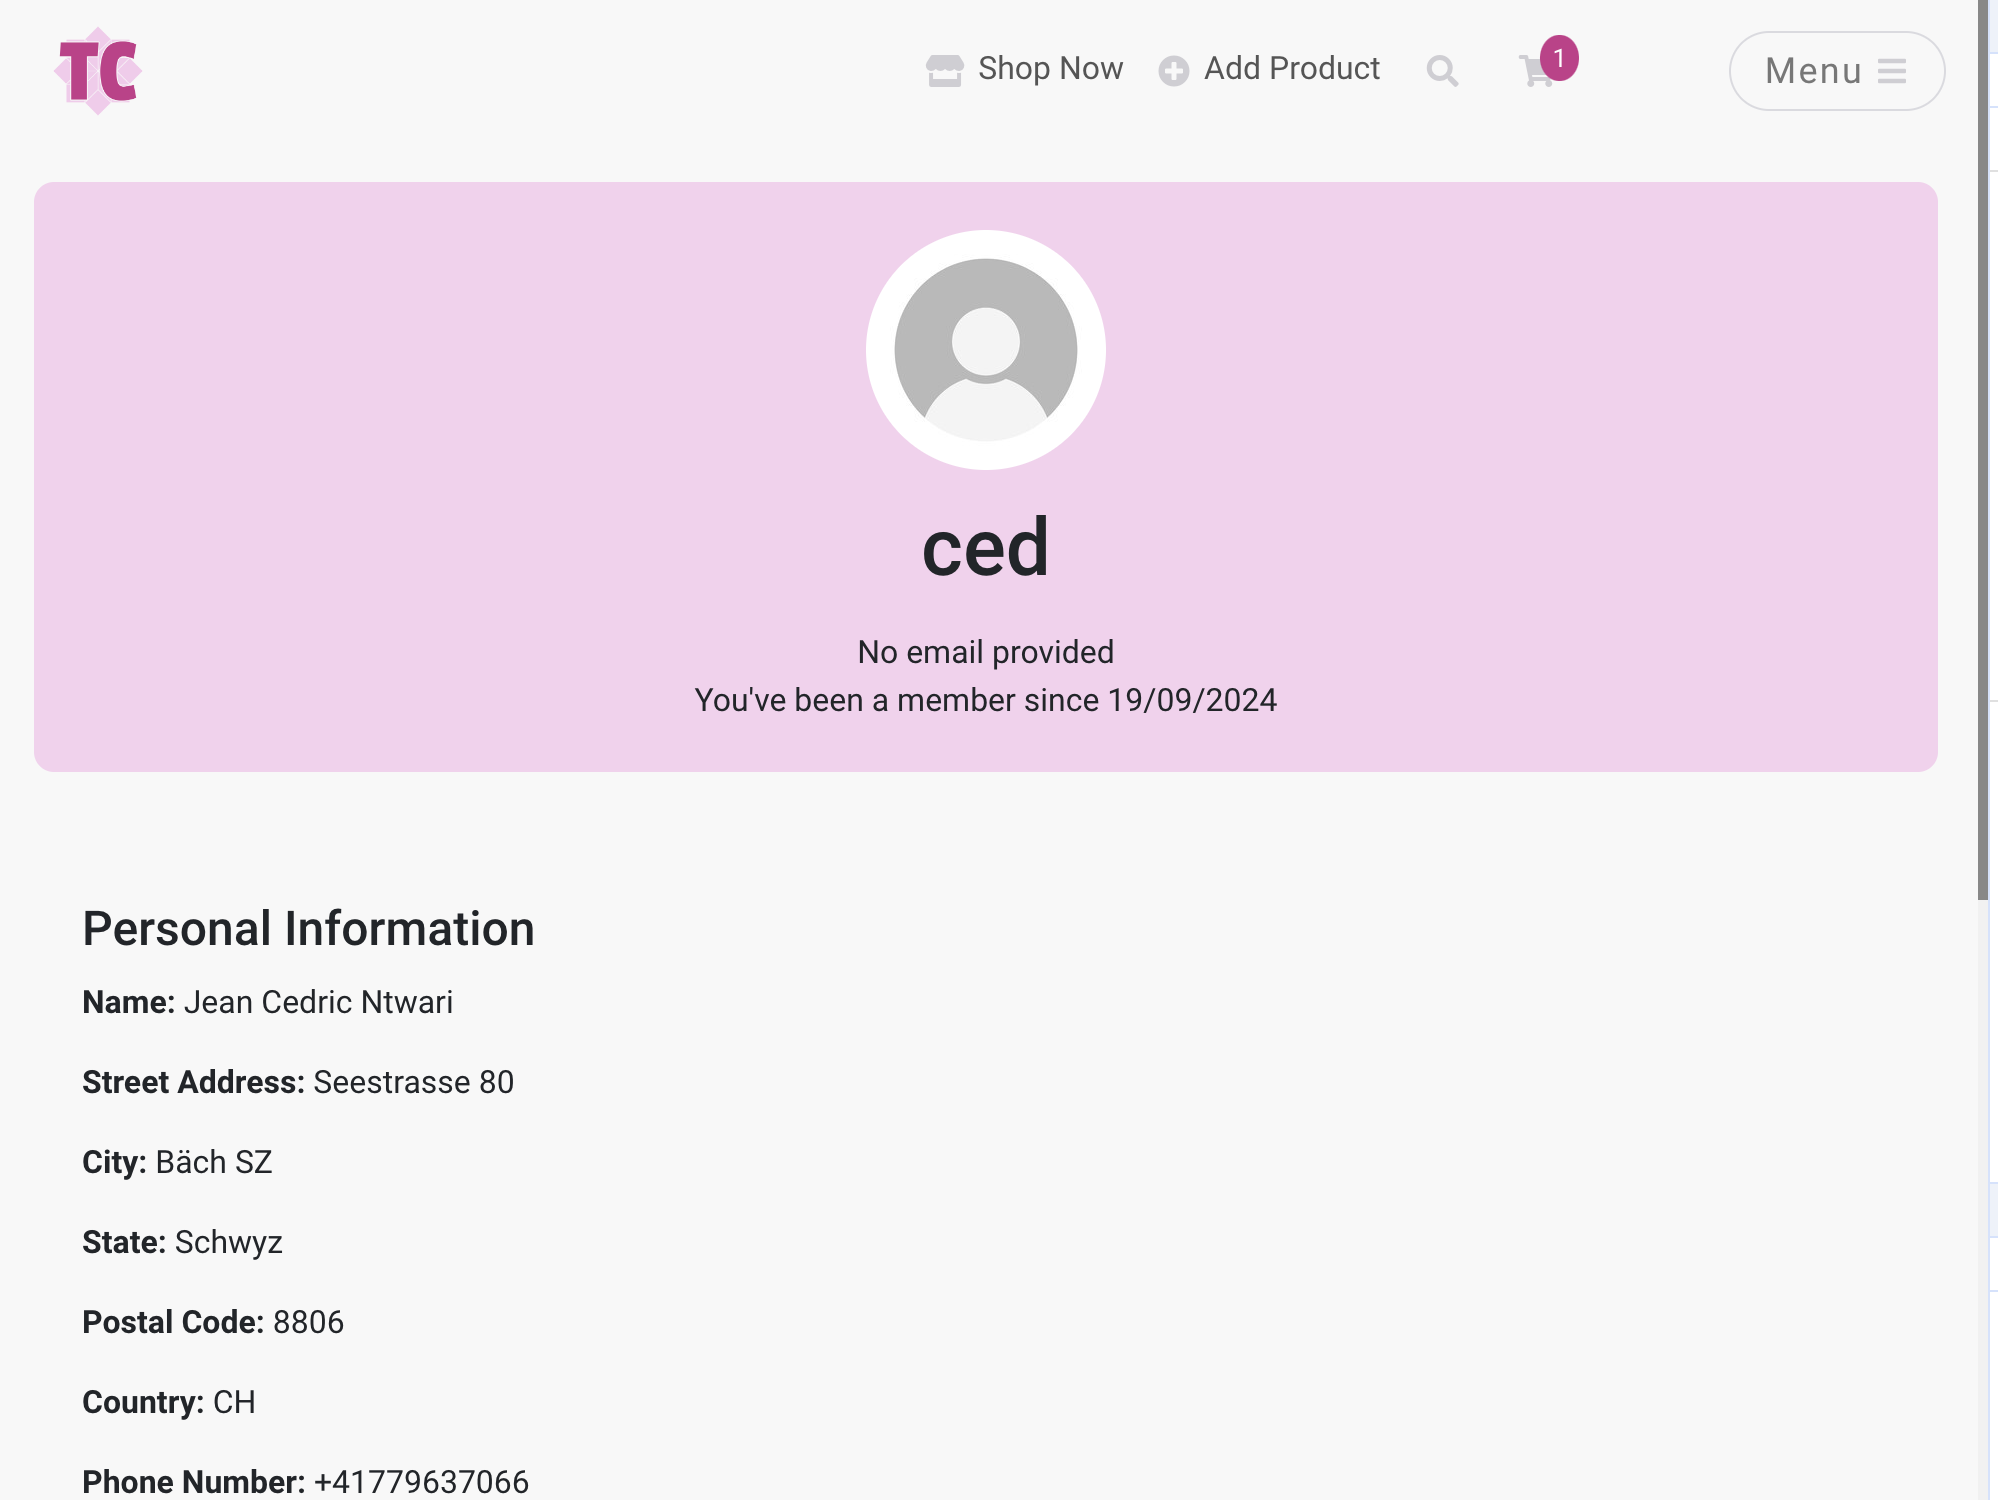 TC
Shop Now
Add Product
1
Menu
ced
No email provided
You've been a member since 19/09/2024
Personal Information
Name: Jean Cedric Ntwari
Street Address: Seestrasse 80
City: Bäch SZ
State: Schwyz
Postal Code: 8806
Country: CH
Phone Number: +41779637066